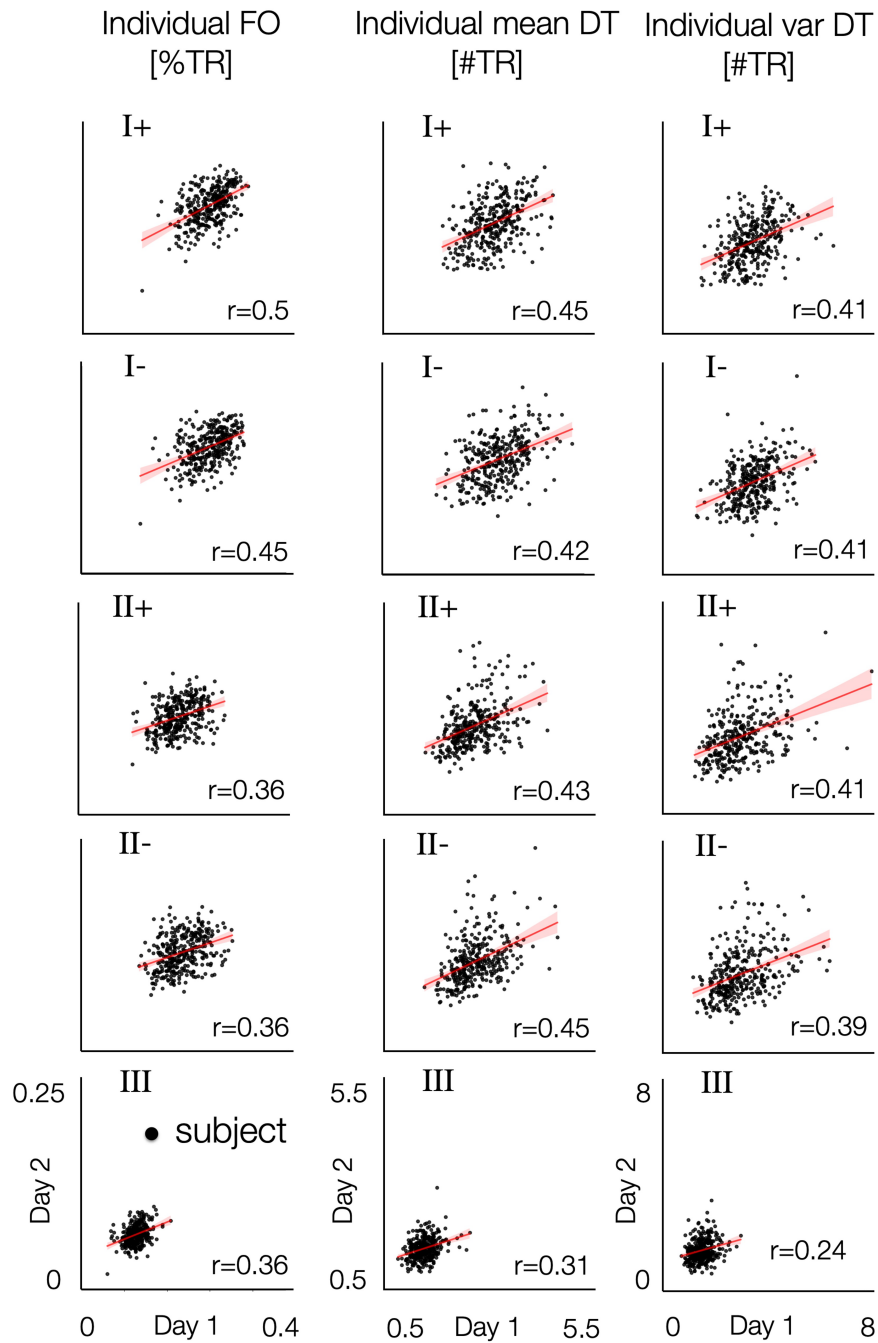 Individual FO
[%TR]
Individual mean DT
[#TR]
Individual var DT
[#TR]
I+
r=0.5
I+
r=0.45
I+
r=0.41
I-
r=0.45
I-
r=0.42
I-
r=0.41
II+
r=0.36
II+
r=0.43
II+
r=0.41
II-
r=0.36
II-
r=0.45
II-
r=0.39
III
0.25
subject
Day 2
r=0.36
0
0
Day 1
0.4
III
5.5
Day 2
r=0.31
0.5
0.5
Day 1
5.5
III
8
Day 2
r=0.24
0
0
Day 1
8